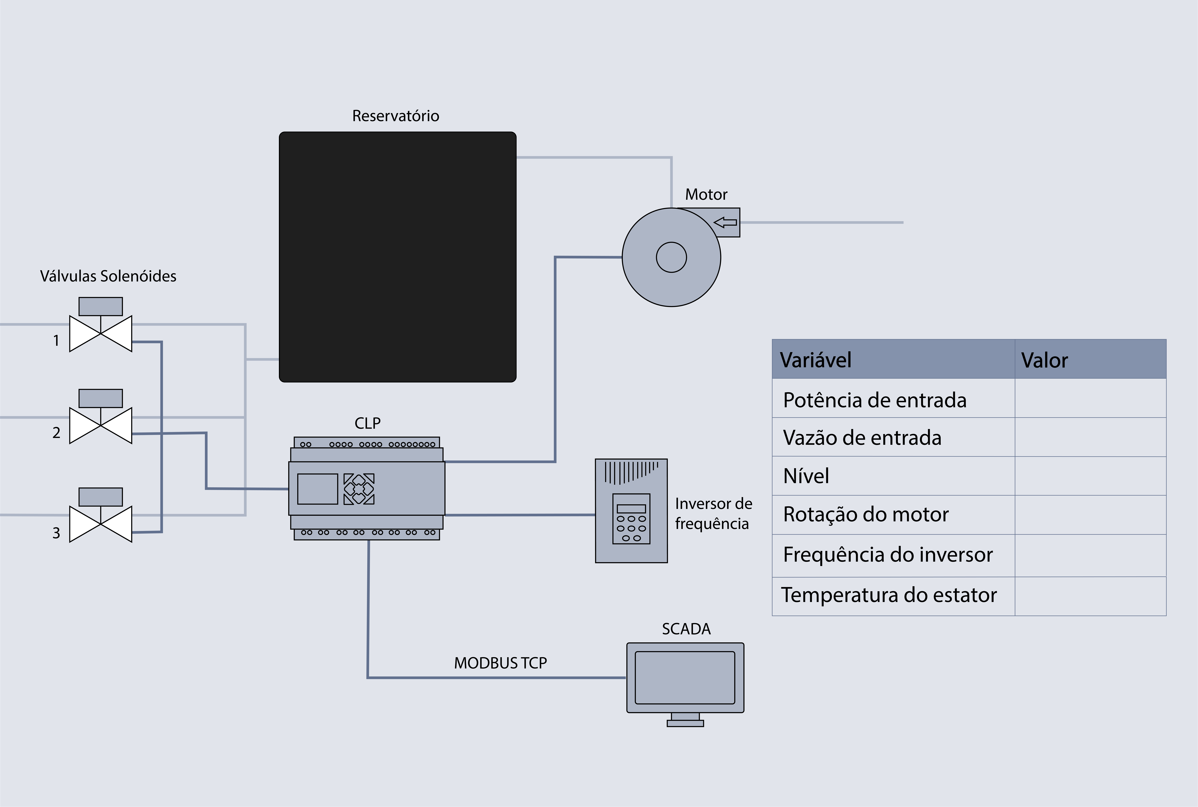 Reservatório
Motor
Válvulas Solenóides
1
2
3
CLP
Inversor de
frequência
SCADA
MODBUS TCP
Variável Valor
Potência de entrada
Vazão de entrada
Nível
Rotação do motor
Frequência do inversor
Temperatura do estator